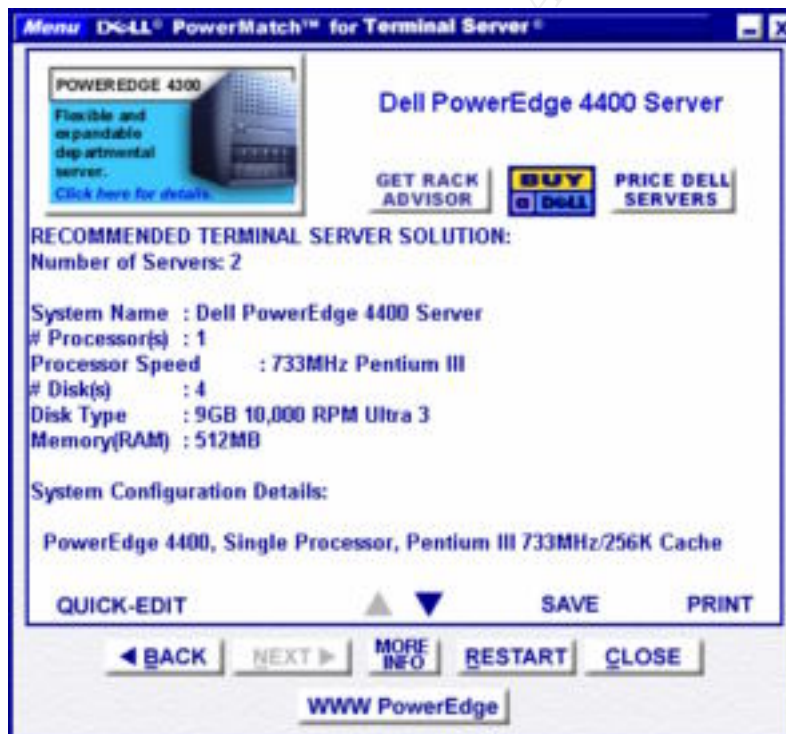 Menu DELL® PowerMatch™ for Terminal Server®
POWEREDGE 4300
Flexible and
expandable
departmental
server.
Click here for details.
Dell PowerEdge 4400 Server
GET RACK
ADVISOR
BUY
a DELL
PRICE DELL
SERVERS
RECOMMENDED TERMINAL SERVER SOLUTION:
Number of Servers: 2
System Name : Dell PowerEdge 4400 Server
# Processor(s) : 1
Processor Speed : 733MHz Pentium III
# Disk(s) : 4
Disk Type : 9GB 10,000 RPM Ultra 3
Memory(RAM) : 512MB
System Configuration Details:
PowerEdge 4400, Single Processor, Pentium III 733MHz/256K Cache
QUICK-EDIT SAVE PRINT
BACK NEXT MORE INFO RESTART CLOSE
WWW PowerEdge